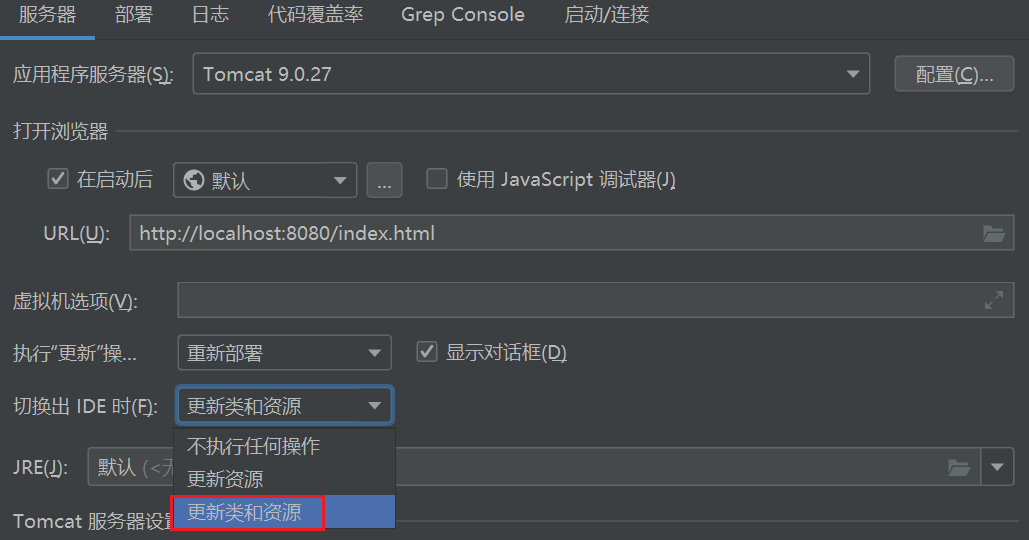 服务器 部署 日志 代码覆盖率 Grep Console 启动/连接
应用程序服务器(S): Tomcat 9.0.27 配置(C)...
打开浏览器
在启动后 默认 ... 使用 JavaScript 调试器(J)
URL(U): http://localhost:8080/index.html
虚拟机选项(V):
执行“更新”操... 重新部署 显示对话框(D)
切换出 IDE 时(F): 更新类和资源
不执行任何操作
JRE(J): 默认 (<无
更新资源
更新类和资源
Tomcat 服务器设置